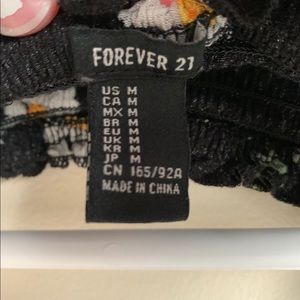 FOREVER 21
US M
CA M
MX M
BR M
EU M
UK M
KR M
JP M
CN 165/92A
MADE IN CHINA